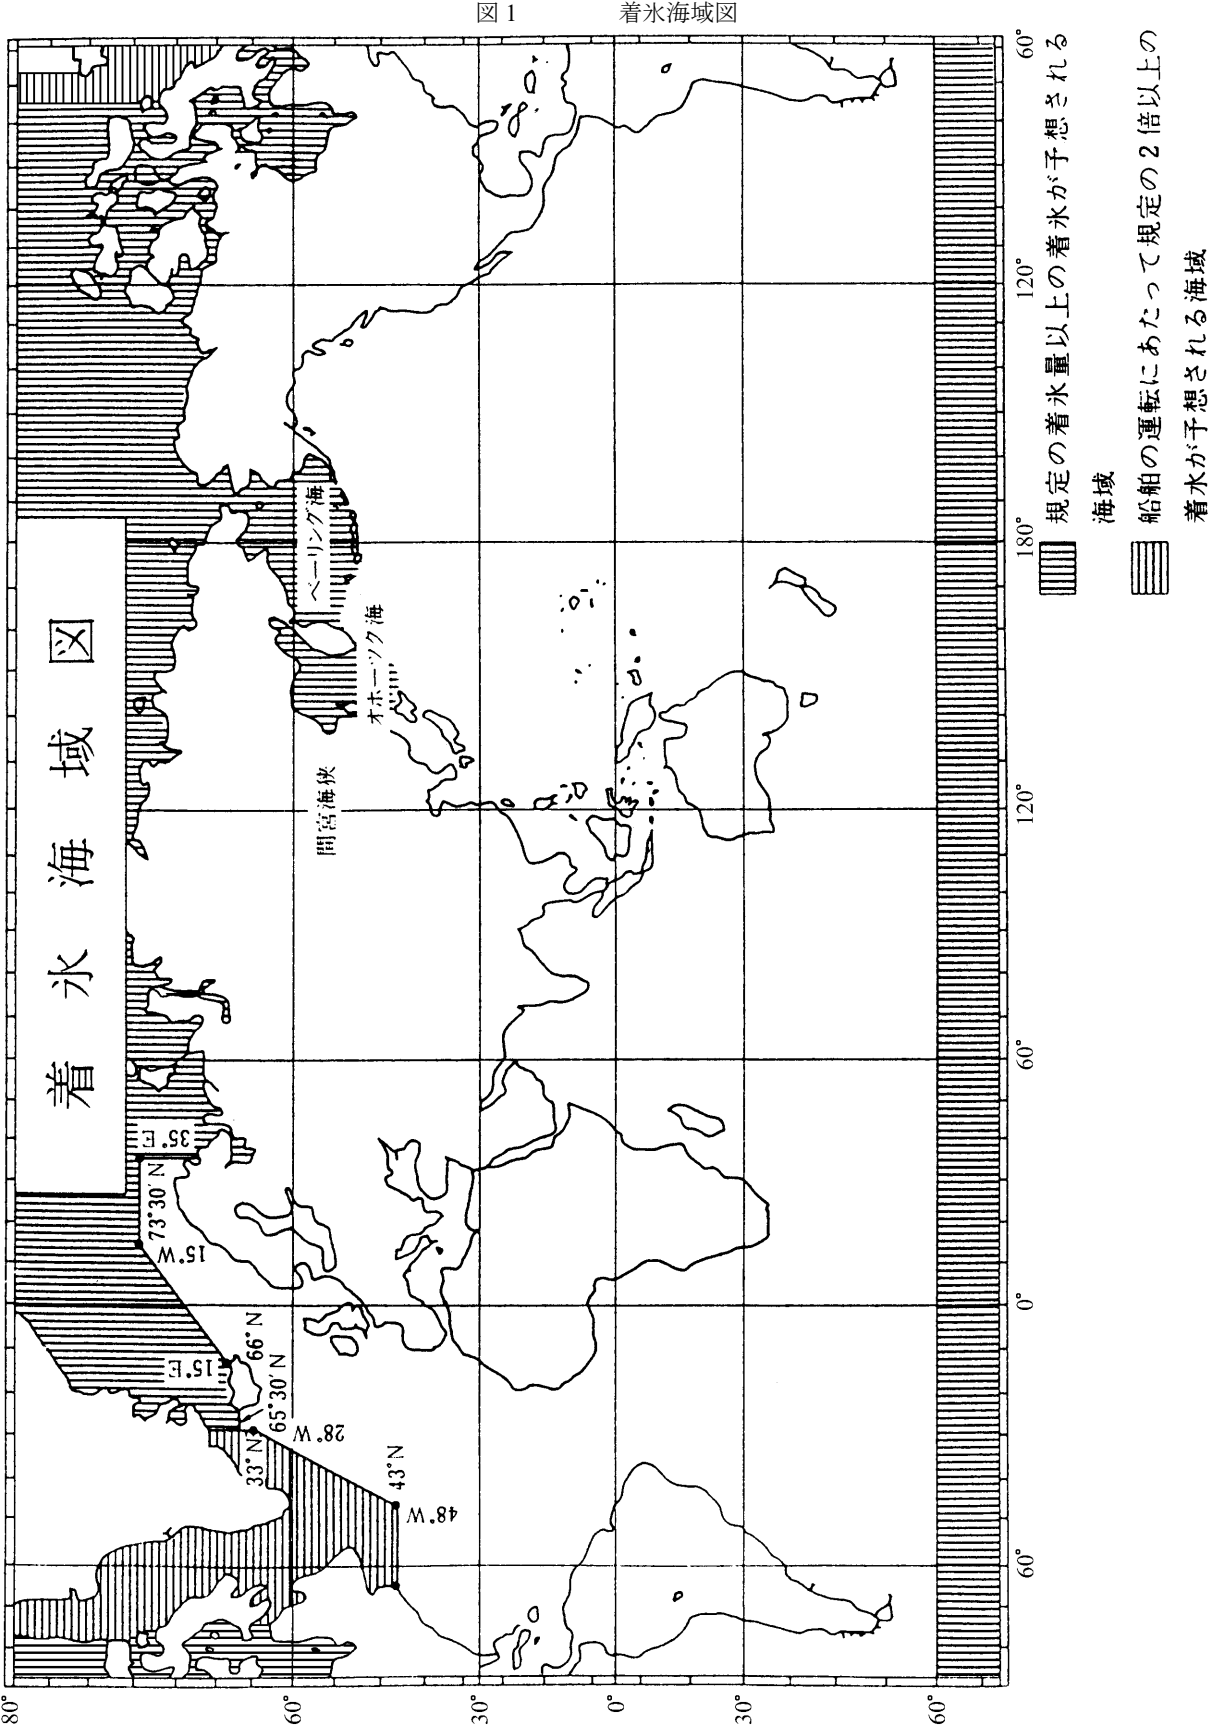 図 1 着氷海域図
着氷海域図
ベーリング海
オホーツク海
間宮海狭
35°E
73°30′N
15°W
66°N
15°E
65°30′N
28°W
33°N
43°N
48°W
60°
120°
180°
120°
60°
0°
60°
80°
60°
30°
0°
30°
60°
規定の着氷量以上の着氷が予想される
海域
船舶の運転にあたって規定の2倍以上の
着氷が予想される海域